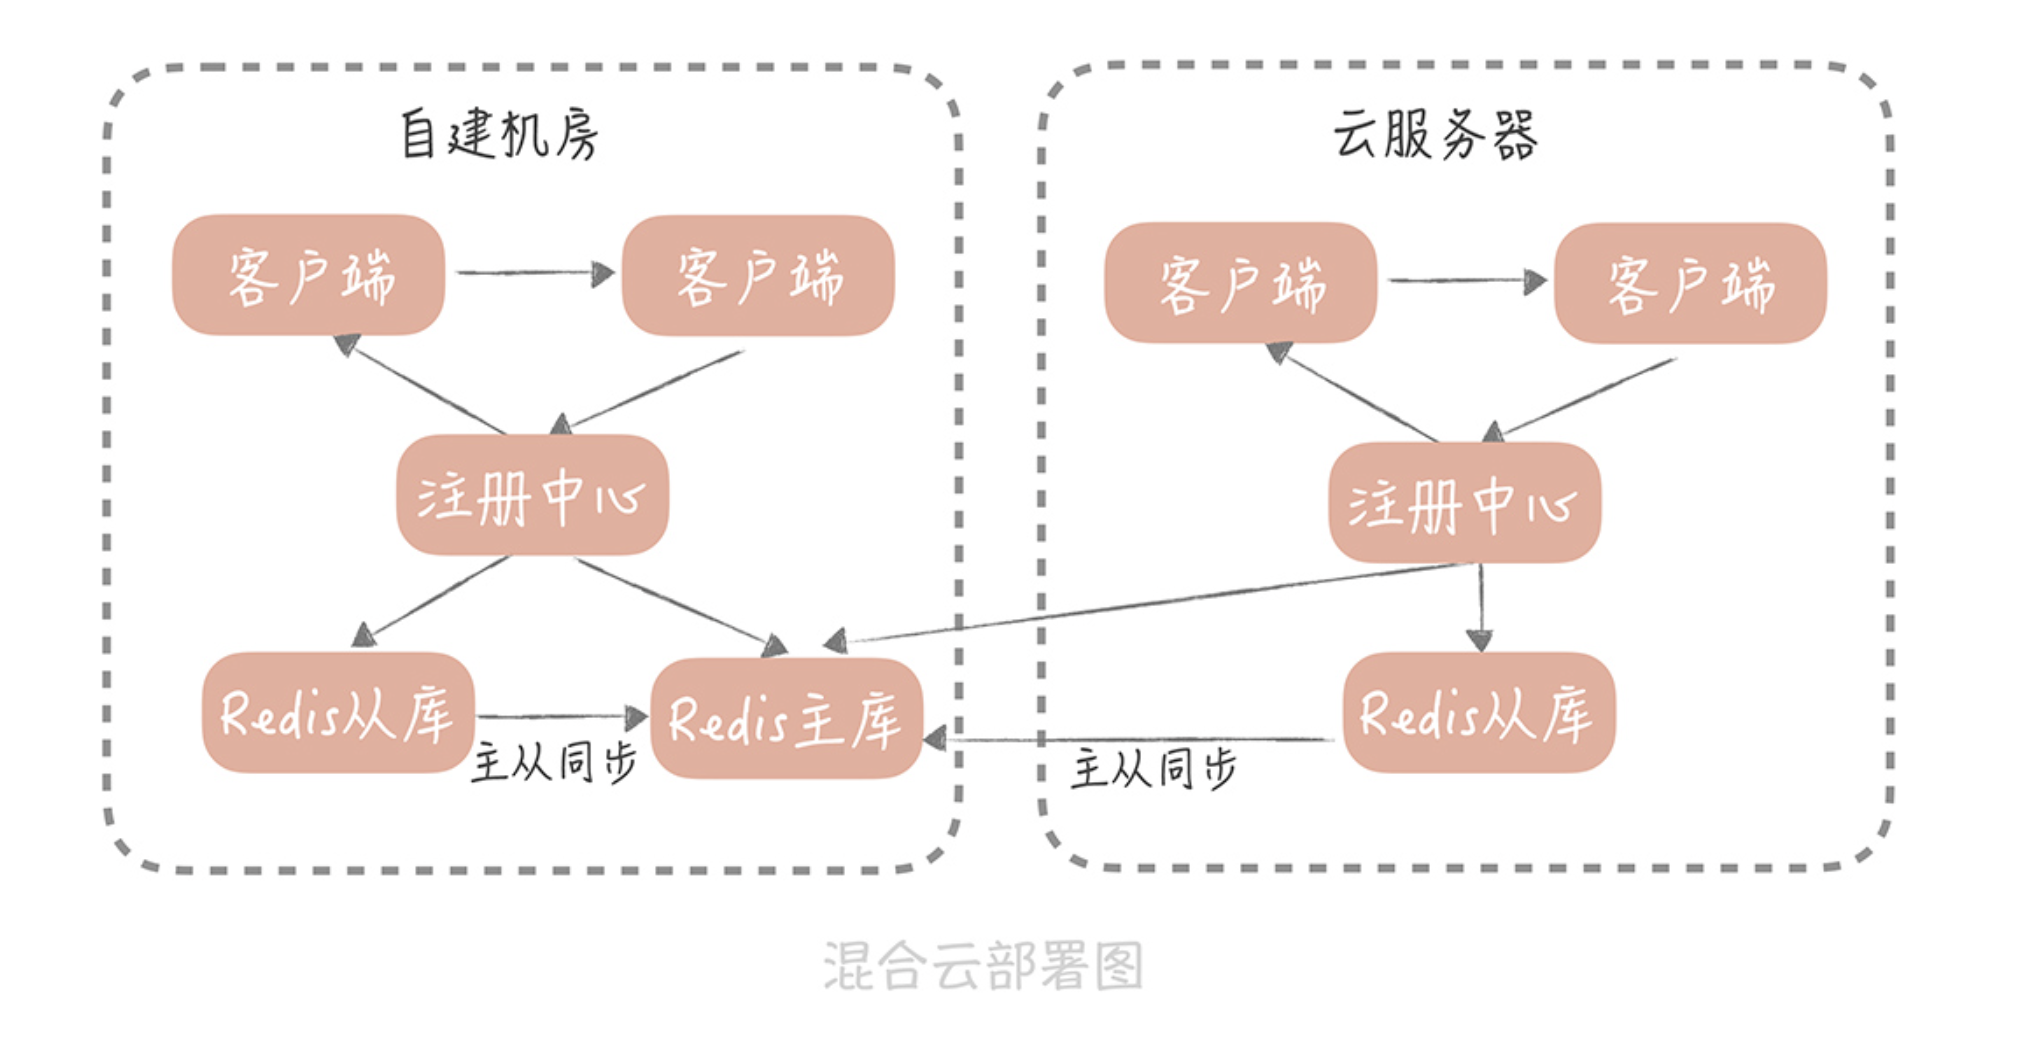 自建机房
客户端
客户端
注册中心
Redis从库
主从同步
Redis主库
云服务器
客户端
客户端
注册中心
主从同步
Redis从库
混合云部署图